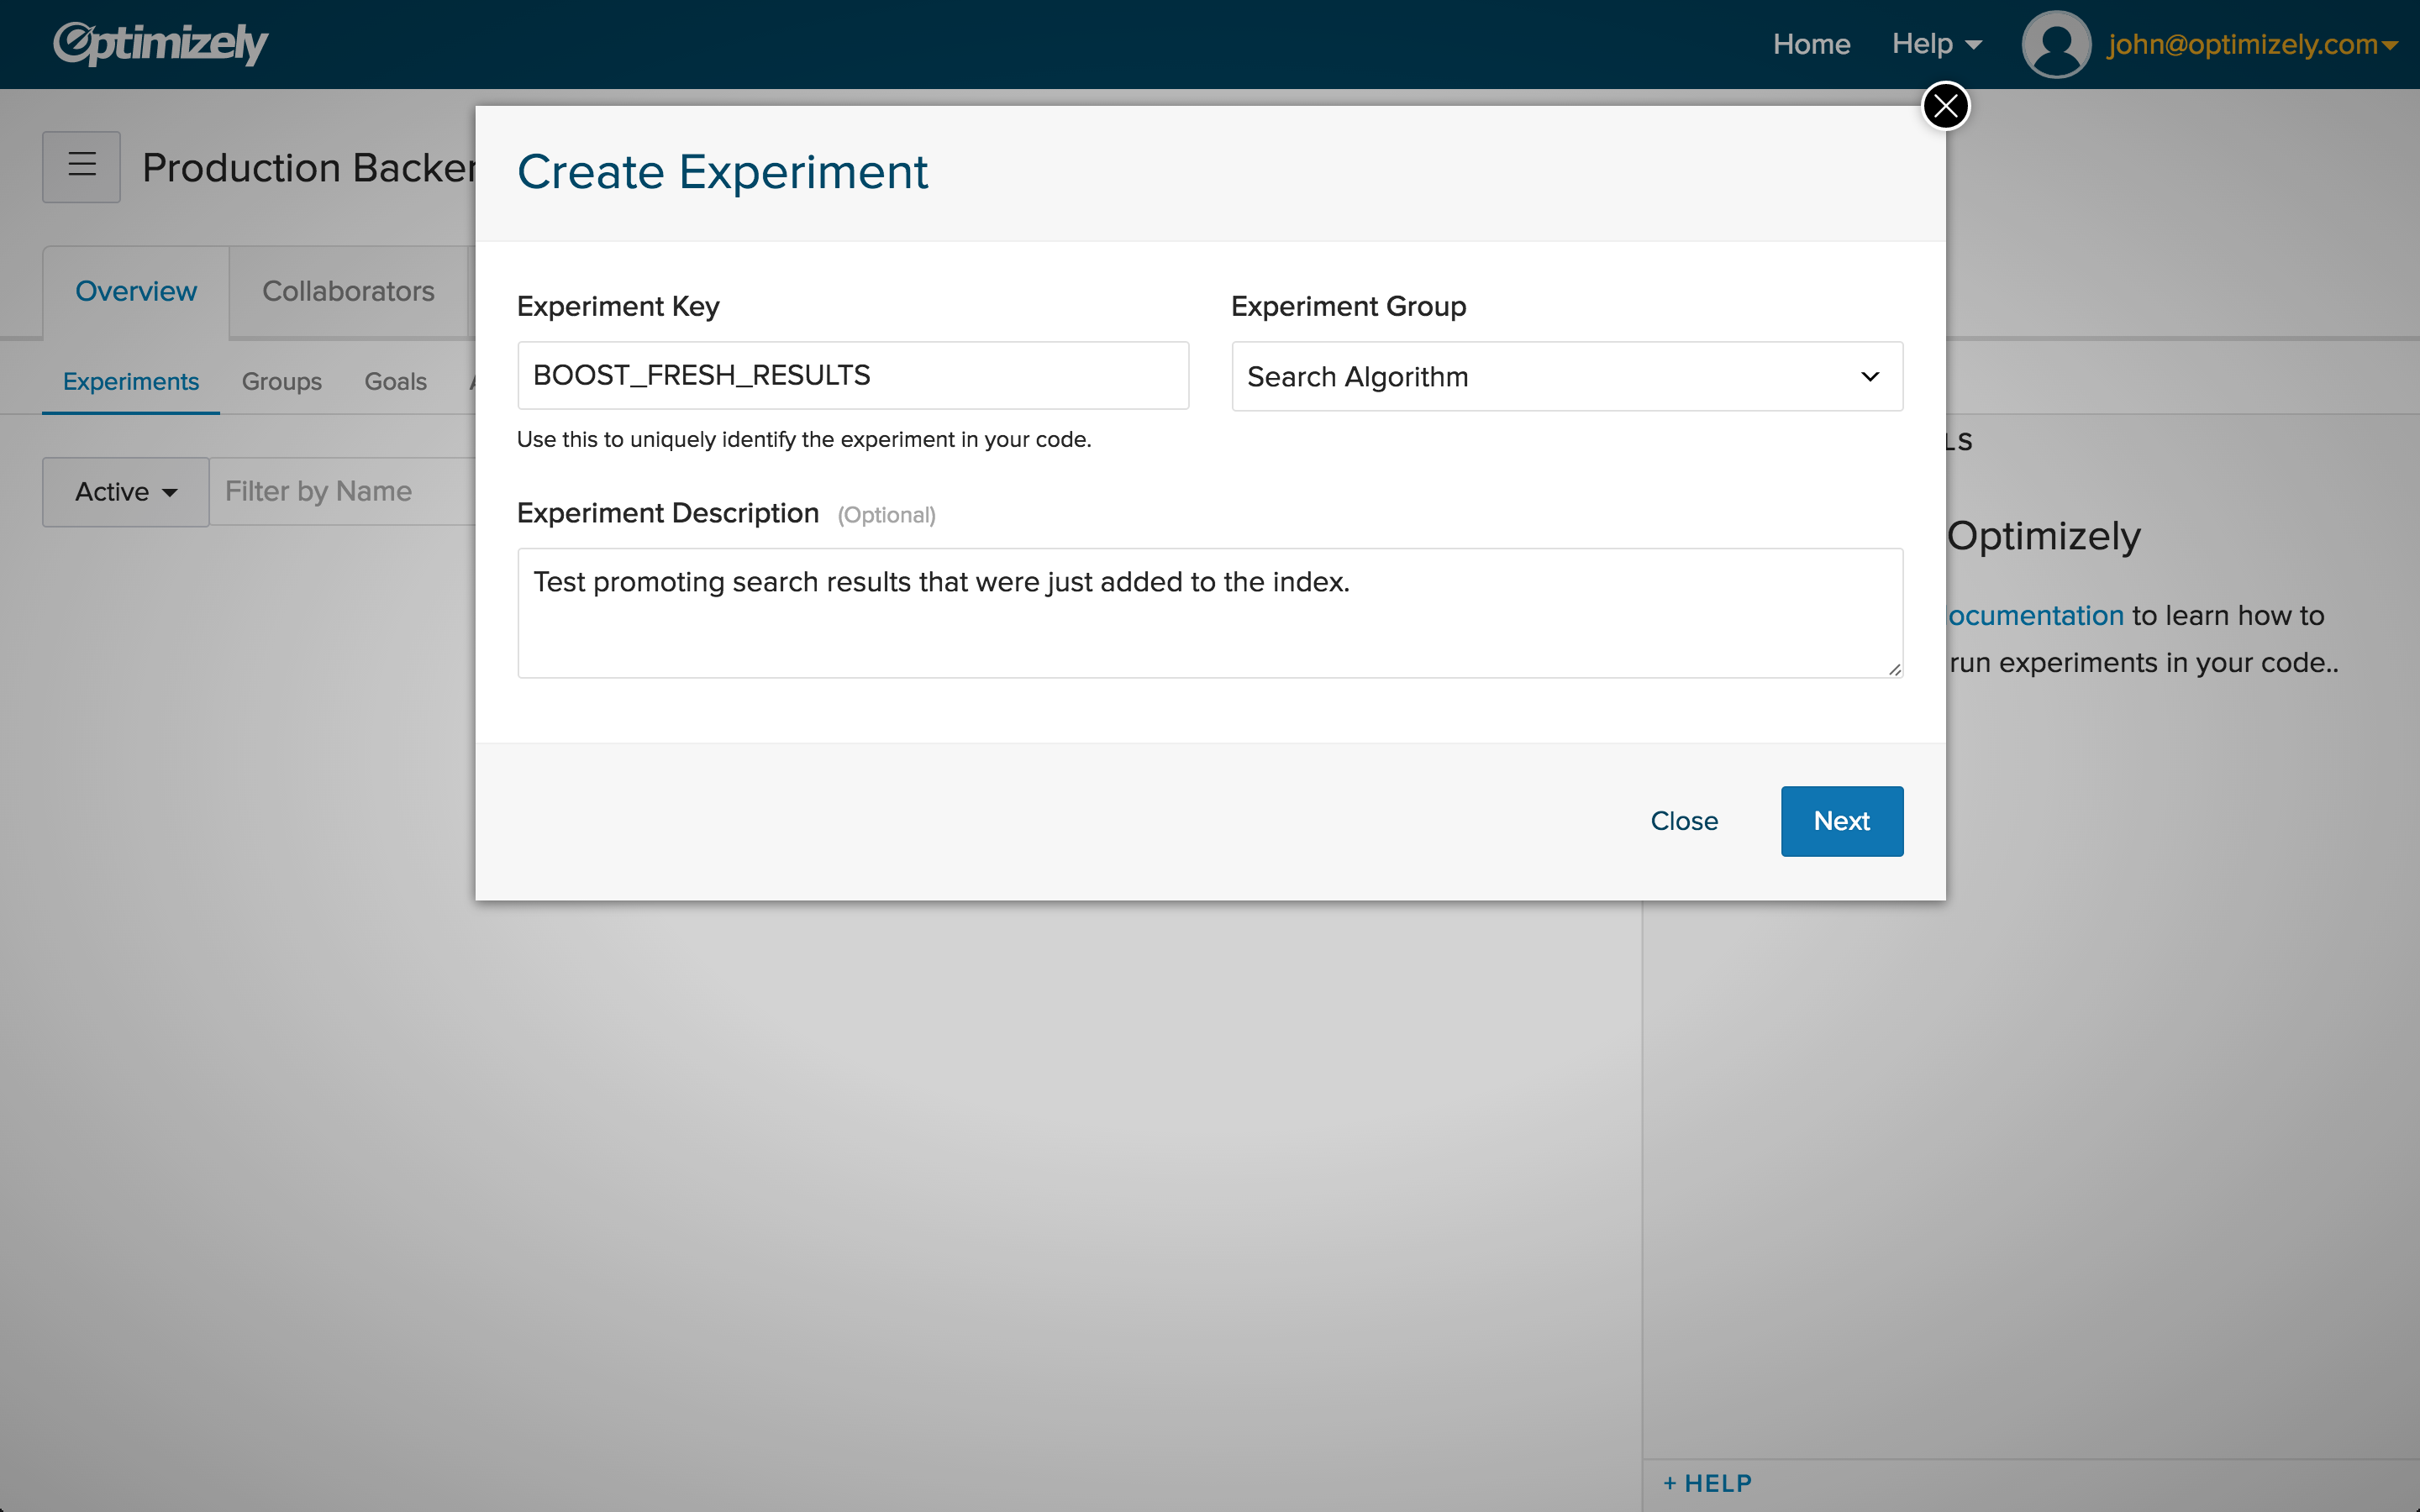 Optimizely
Home Help john@optimizely.com
Production Backen
Create Experiment
Overview Collaborators
Experiment Key Experiment Group
BOOST_FRESH_RESULTS Search Algorithm
Experiments Groups Goals
Use this to uniquely identify the experiment in your code.
LS
Active Filter by Name
Experiment Description (Optional)
Optimizely
Test promoting search results that were just added to the index.
ocumentation to learn how to
run experiments in your code..
Close Next
+ HELP